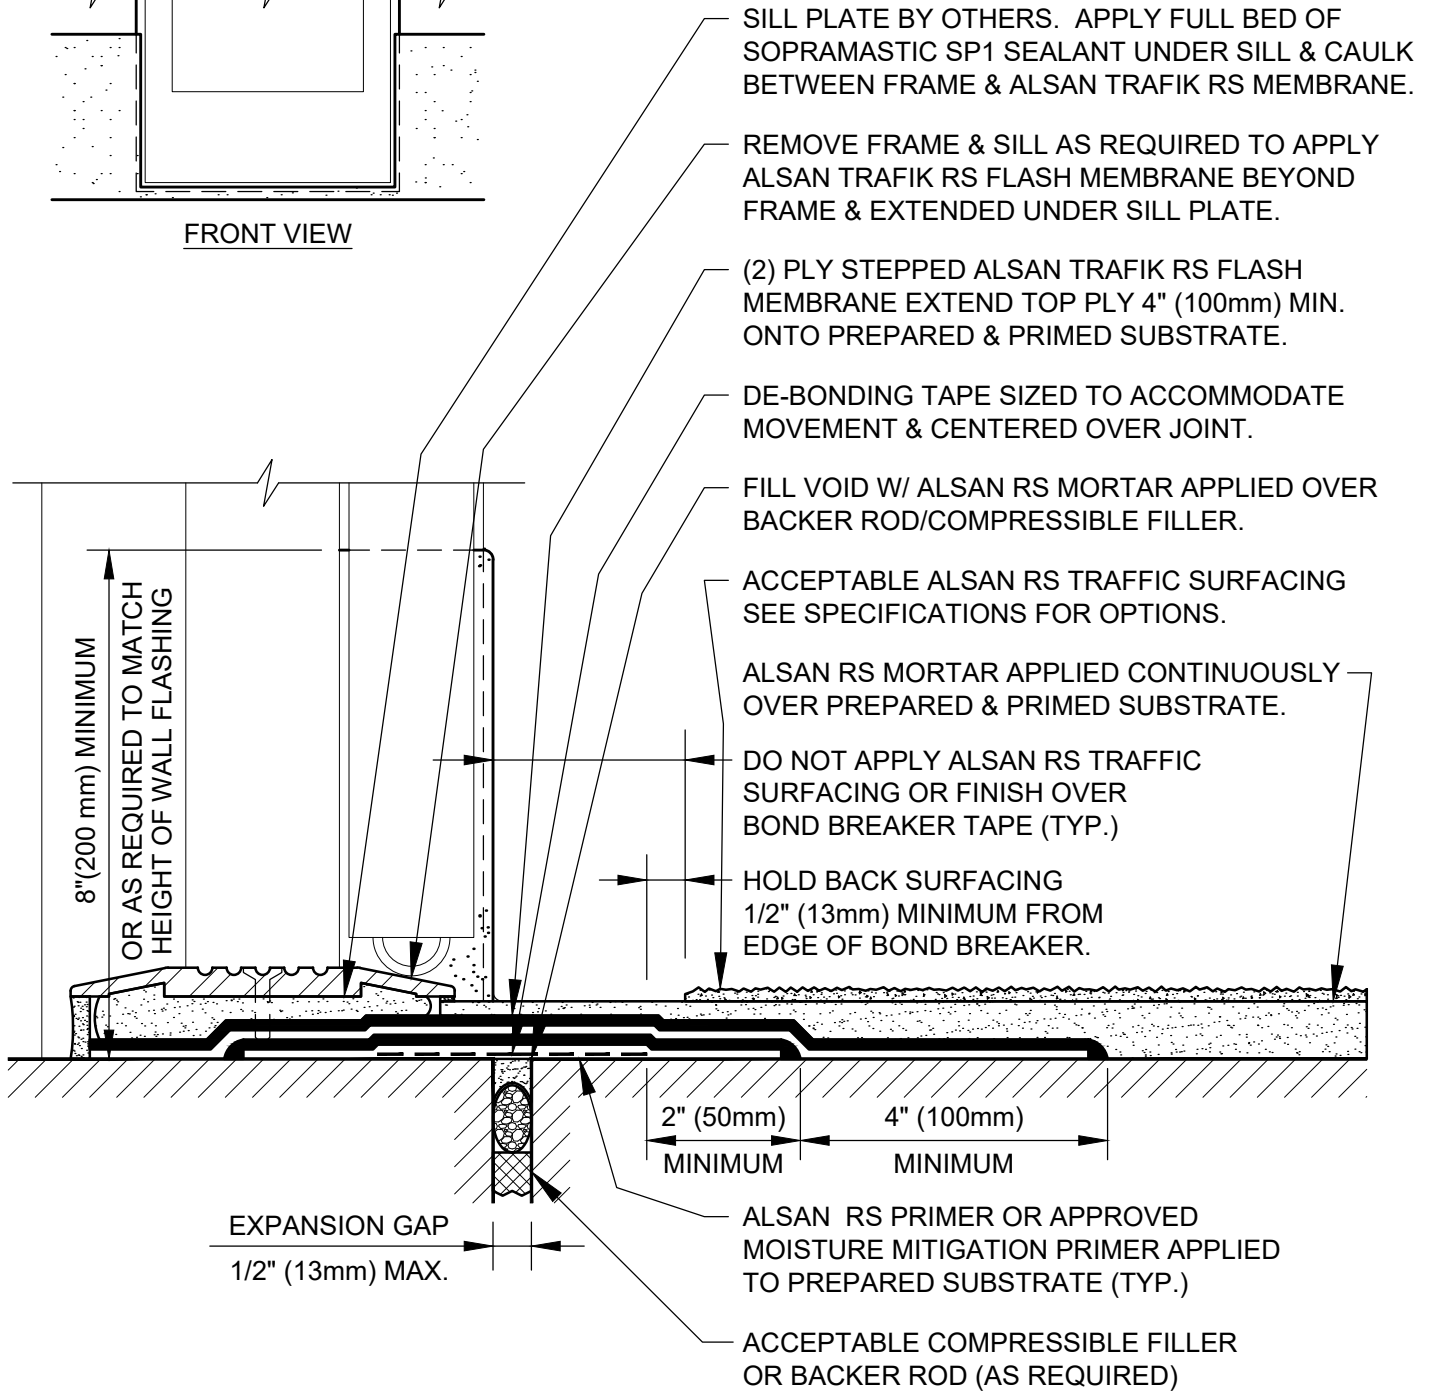 SILL PLATE BY OTHERS.  APPLY FULL BED OF
SOPRAMASTIC SP1 SEALANT UNDER SILL & CAULK
BETWEEN FRAME & ALSAN TRAFIK RS MEMBRANE.
REMOVE FRAME & SILL AS REQUIRED TO APPLY
ALSAN TRAFIK RS FLASH MEMBRANE BEYOND
FRAME & EXTENDED UNDER SILL PLATE.
FRONT VIEW
(2) PLY STEPPED ALSAN TRAFIK RS FLASH
MEMBRANE EXTEND TOP PLY 4" (100mm) MIN.
ONTO PREPARED & PRIMED SUBSTRATE.
DE-BONDING TAPE SIZED TO ACCOMMODATE
MOVEMENT & CENTERED OVER JOINT.
FILL VOID W/ ALSAN RS MORTAR APPLIED OVER
BACKER ROD/COMPRESSIBLE FILLER.
ACCEPTABLE ALSAN RS TRAFFIC SURFACING
SEE SPECIFICATIONS FOR OPTIONS.
ALSAN RS MORTAR APPLIED CONTINUOUSLY
OVER PREPARED & PRIMED SUBSTRATE.
DO NOT APPLY ALSAN RS TRAFFIC
SURFACING OR FINISH OVER
BOND BREAKER TAPE (TYP.)
HOLD BACK SURFACING
1/2" (13mm) MINIMUM FROM
EDGE OF BOND BREAKER.
8"(200 mm) MINIMUM
OR AS REQUIRED TO MATCH
HEIGHT OF WALL FLASHING
2" (50mm)
MINIMUM
4" (100mm)
MINIMUM
EXPANSION GAP
1/2" (13mm) MAX.
ALSAN  RS PRIMER OR APPROVED
MOISTURE MITIGATION PRIMER APPLIED
TO PREPARED SUBSTRATE (TYP.)
ACCEPTABLE COMPRESSIBLE FILLER
OR BACKER ROD (AS REQUIRED)